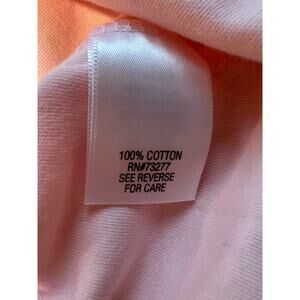 100% COTTON
RN#73277
SEE REVERSE
FOR CARE